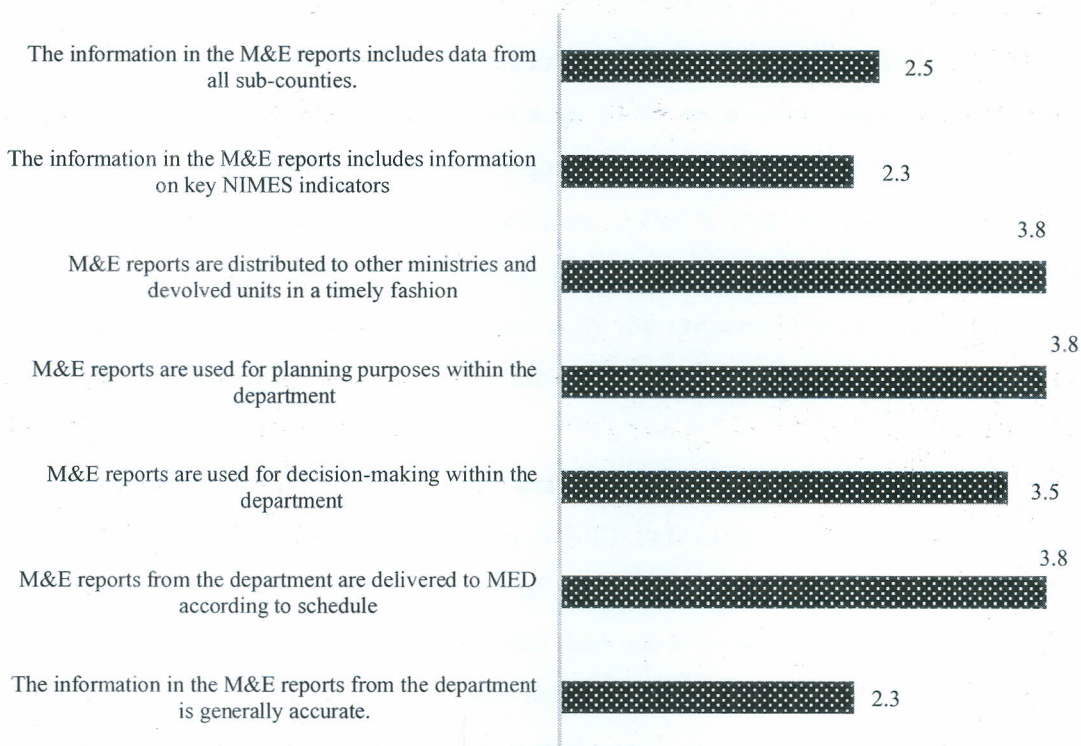 The information in the M&E reports includes data from
all sub-counties.
2.5
The information in the M&E reports includes information
on key NIMES indicators
2.3
M&E reports are distributed to other ministries and
devolved units in a timely fashion
3.8
M&E reports are used for planning purposes within the
department
3.8
M&E reports are used for decision-making within the
department
3.5
M&E reports from the department are delivered to MED
according to schedule
3.8
The information in the M&E reports from the department
is generally accurate.
2.3